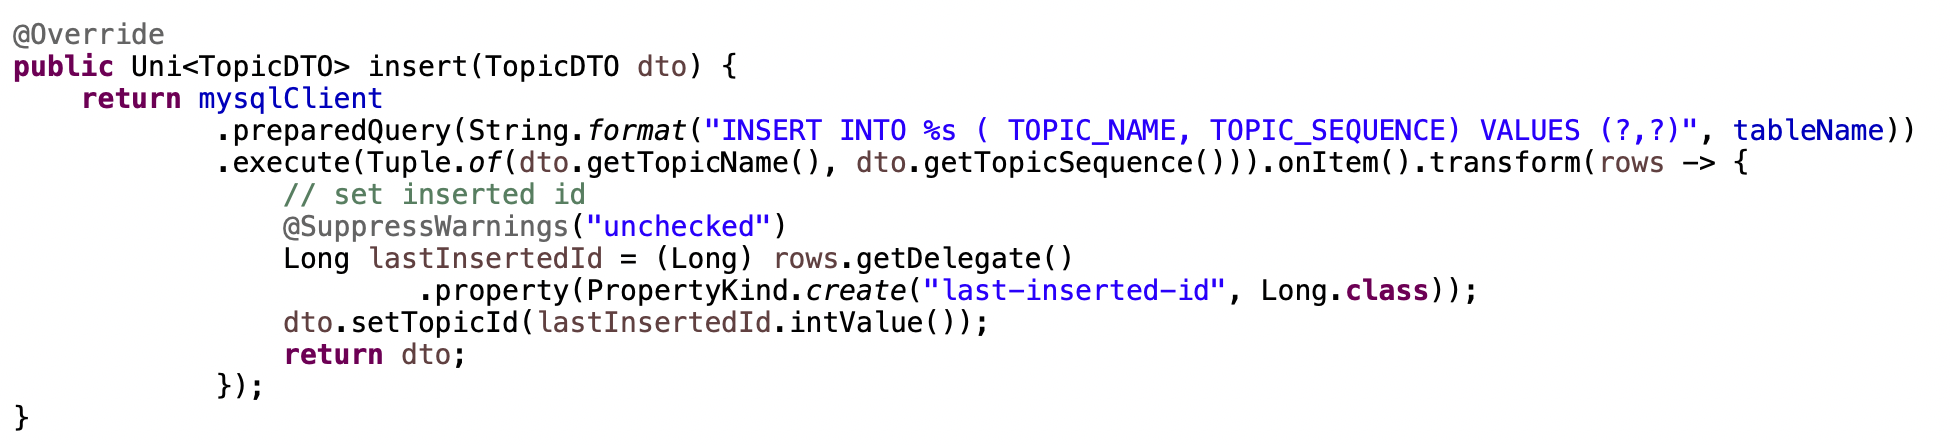 @Override
public Uni<TopicDTO> insert(TopicDTO dto) {
    return mysqlClient
            .preparedQuery(String.format("INSERT INTO %s ( TOPIC_NAME, TOPIC_SEQUENCE) VALUES (?,?)", tableName))
            .execute(Tuple.of(dto.getTopicName(), dto.getTopicSequence())).onItem().transform(rows -> {
                // set inserted id
                @SuppressWarnings("unchecked")
                Long lastInsertedId = (Long) rows.getDelegate()
                        .property(PropertyKind.create("last-inserted-id", Long.class));
                dto.setTopicId(lastInsertedId.intValue());
                return dto;
            });
}